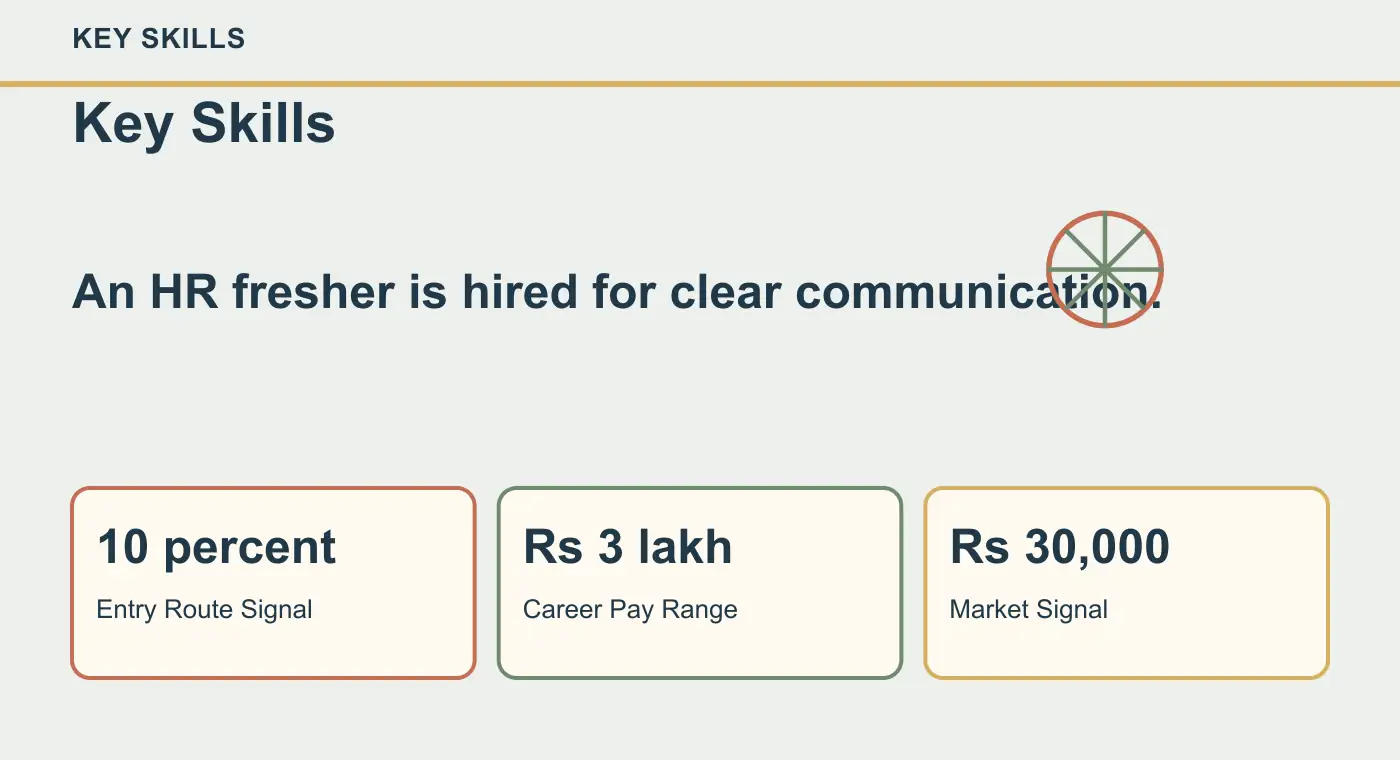 KEY SKILLS
Key Skills
An HR fresher is hired for clear communication.
10 percent
Entry Route Signal
Rs 3 lakh
Career Pay Range
Rs 30,000
Market Signal